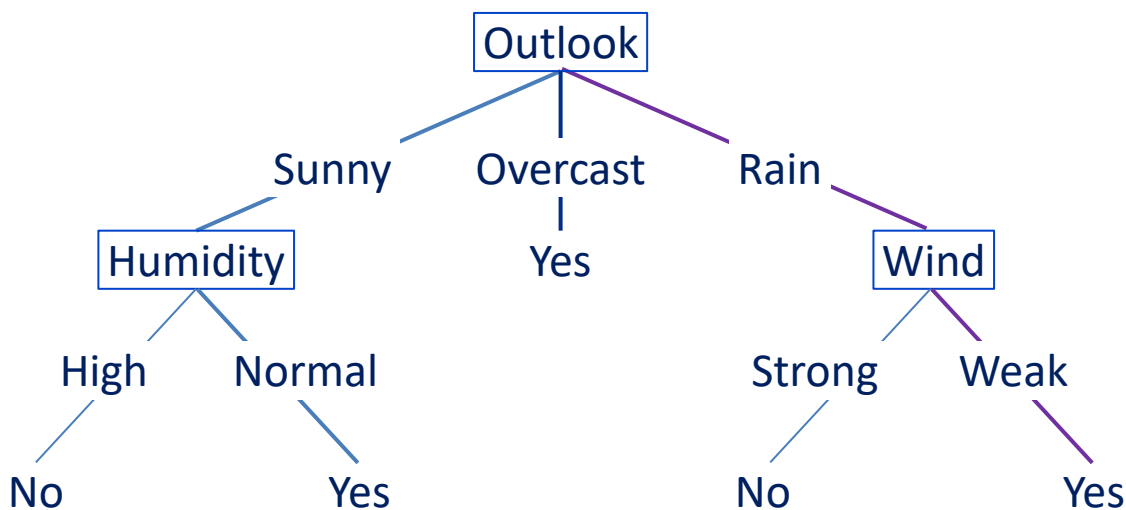 Outlook
Sunny Overcast Rain
Humidity Yes Wind
High Normal Strong Weak
No Yes No Yes